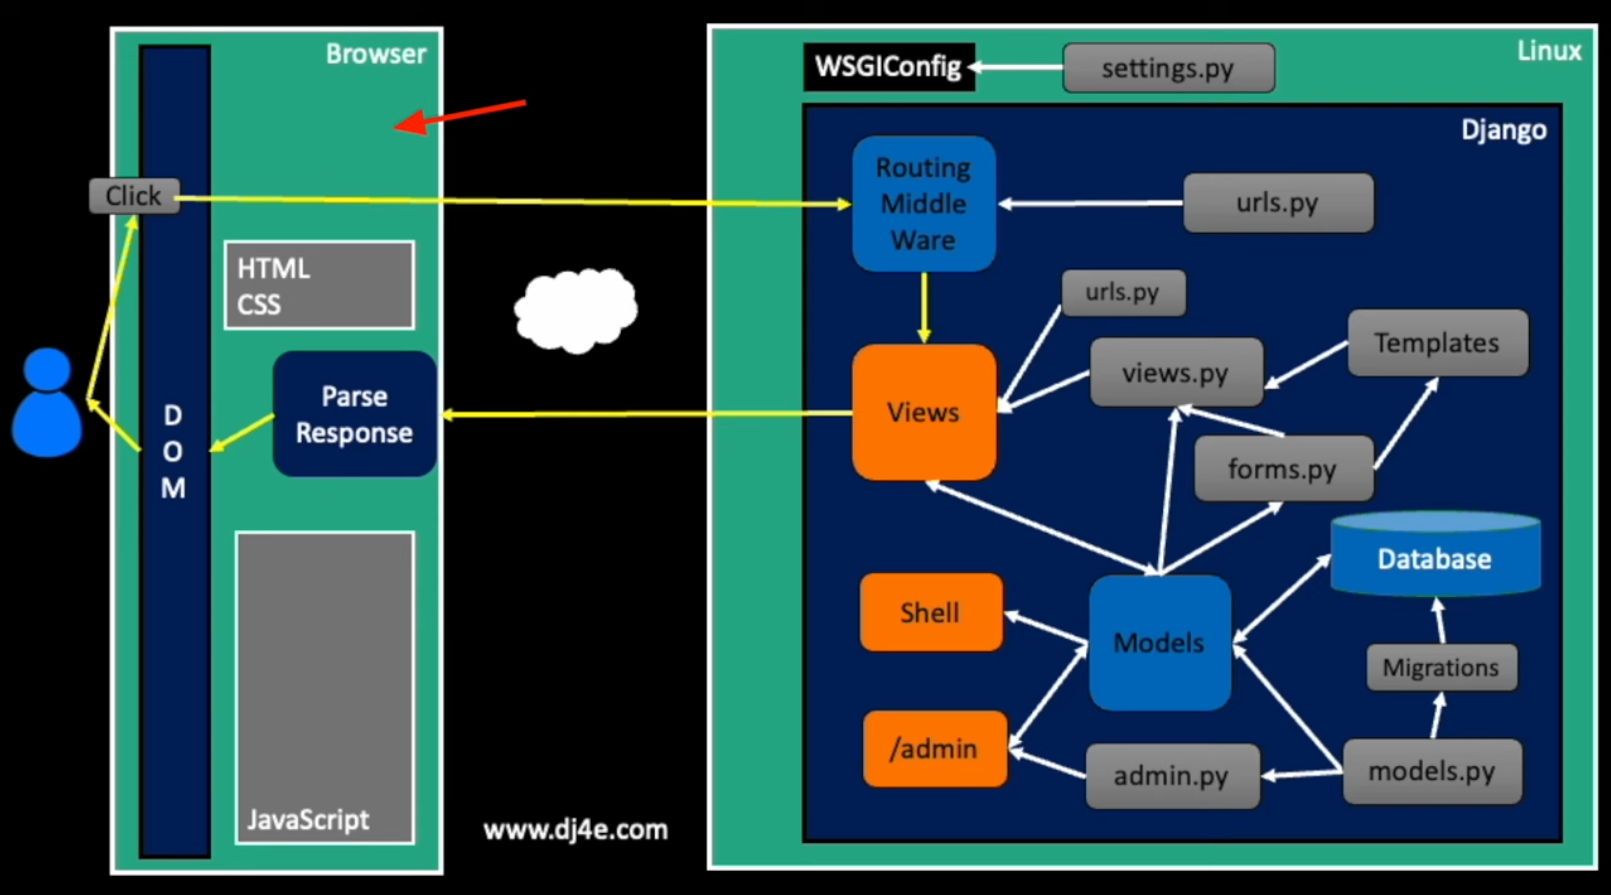 Browser
Click
HTML
CSS
Parse
Response
D
O
M
JavaScript
www.dj4e.com
Linux
WSGIConfig
settings.py
Django
Routing
Middle
Ware
urls.py
urls.py
Views
views.py
Templates
forms.py
Database
Shell
Models
Migrations
/admin
admin.py
models.py